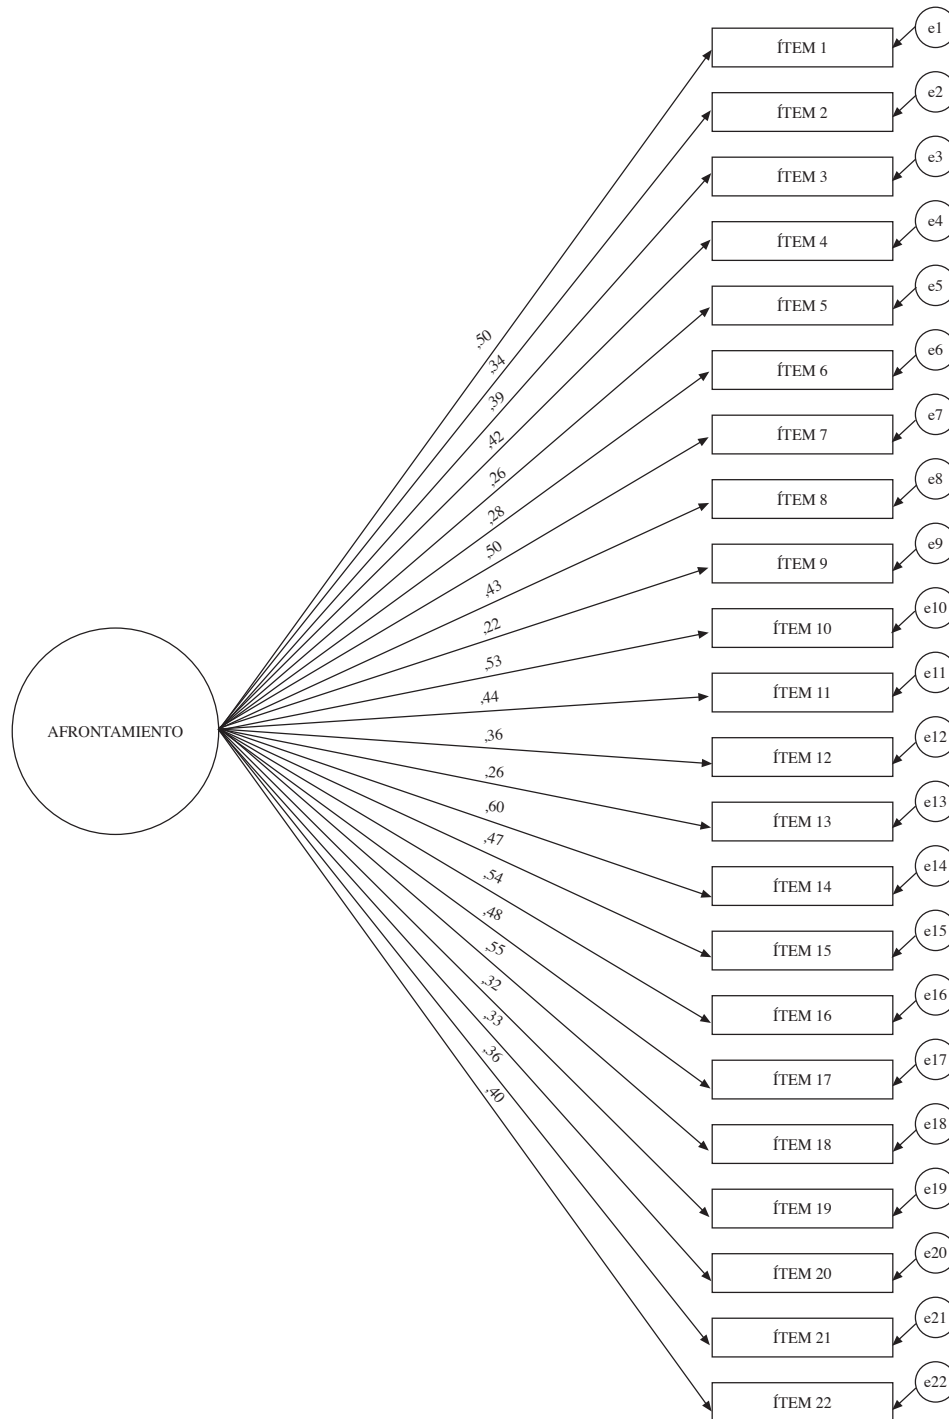 e1
ÍTEM 1
e2
ÍTEM 2
e3
ÍTEM 3
e4
ÍTEM 4
e5
ÍTEM 5
e6
ÍTEM 6
e7
ÍTEM 7
e8
ÍTEM 8
e9
ÍTEM 9
e10
ÍTEM 10
e11
ÍTEM 11
e12
ÍTEM 12
e13
ÍTEM 13
e14
ÍTEM 14
e15
ÍTEM 15
e16
ÍTEM 16
e17
ÍTEM 17
e18
ÍTEM 18
e19
ÍTEM 19
e20
ÍTEM 20
e21
ÍTEM 21
e22
ÍTEM 22
,50
,34
,39
,42
,26
,28
,50
,43
,22
,53
,44
,36
,26
,60
,47
,54
,48
,55
,32
,33
,36
,40
AFRONTAMIENTO